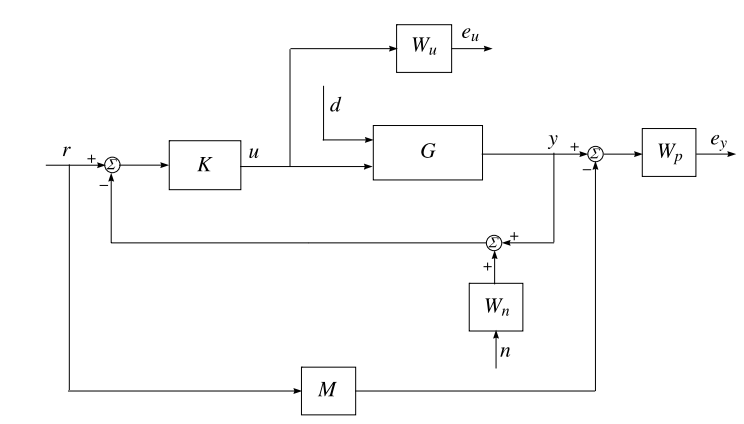 W_u
e_u
d
r
+
Σ
−
K
u
G
y
+
Σ
−
W_p
e_y
Σ
+
+
W_n
n
M